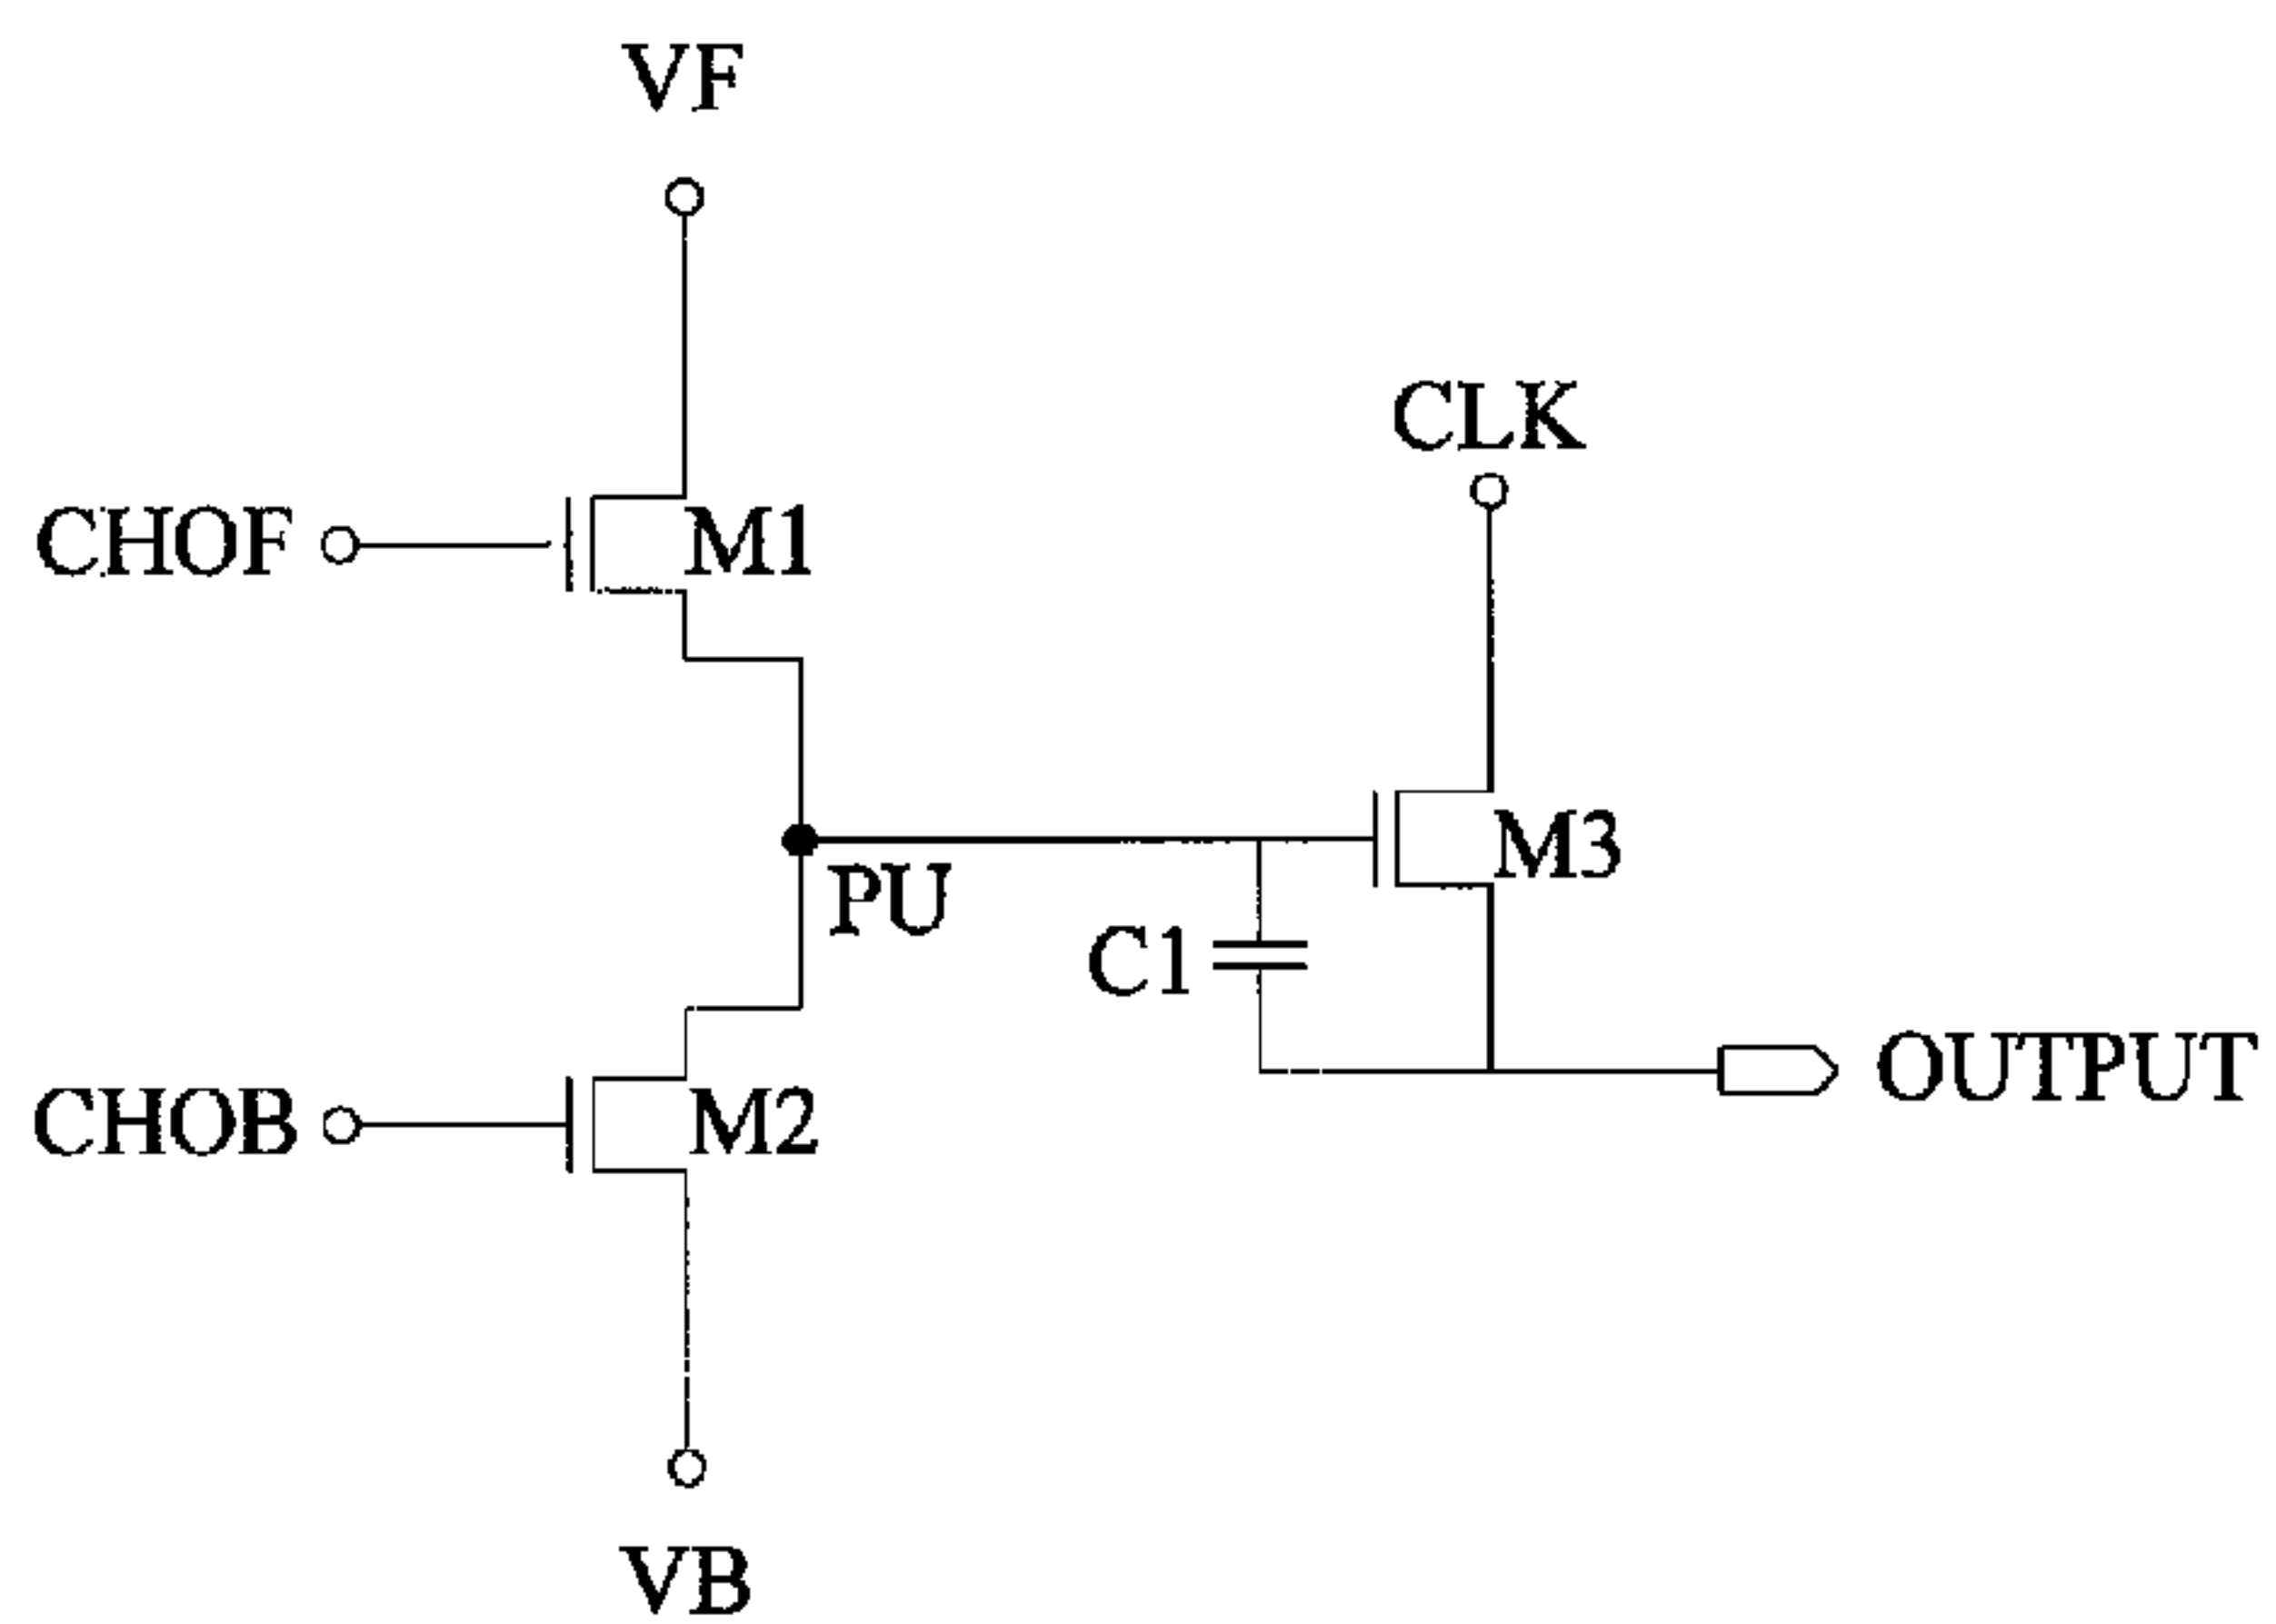 VF
CLK
CHOF
M1
M3
PU
C1
OUTPUT
CHOB
M2
VB